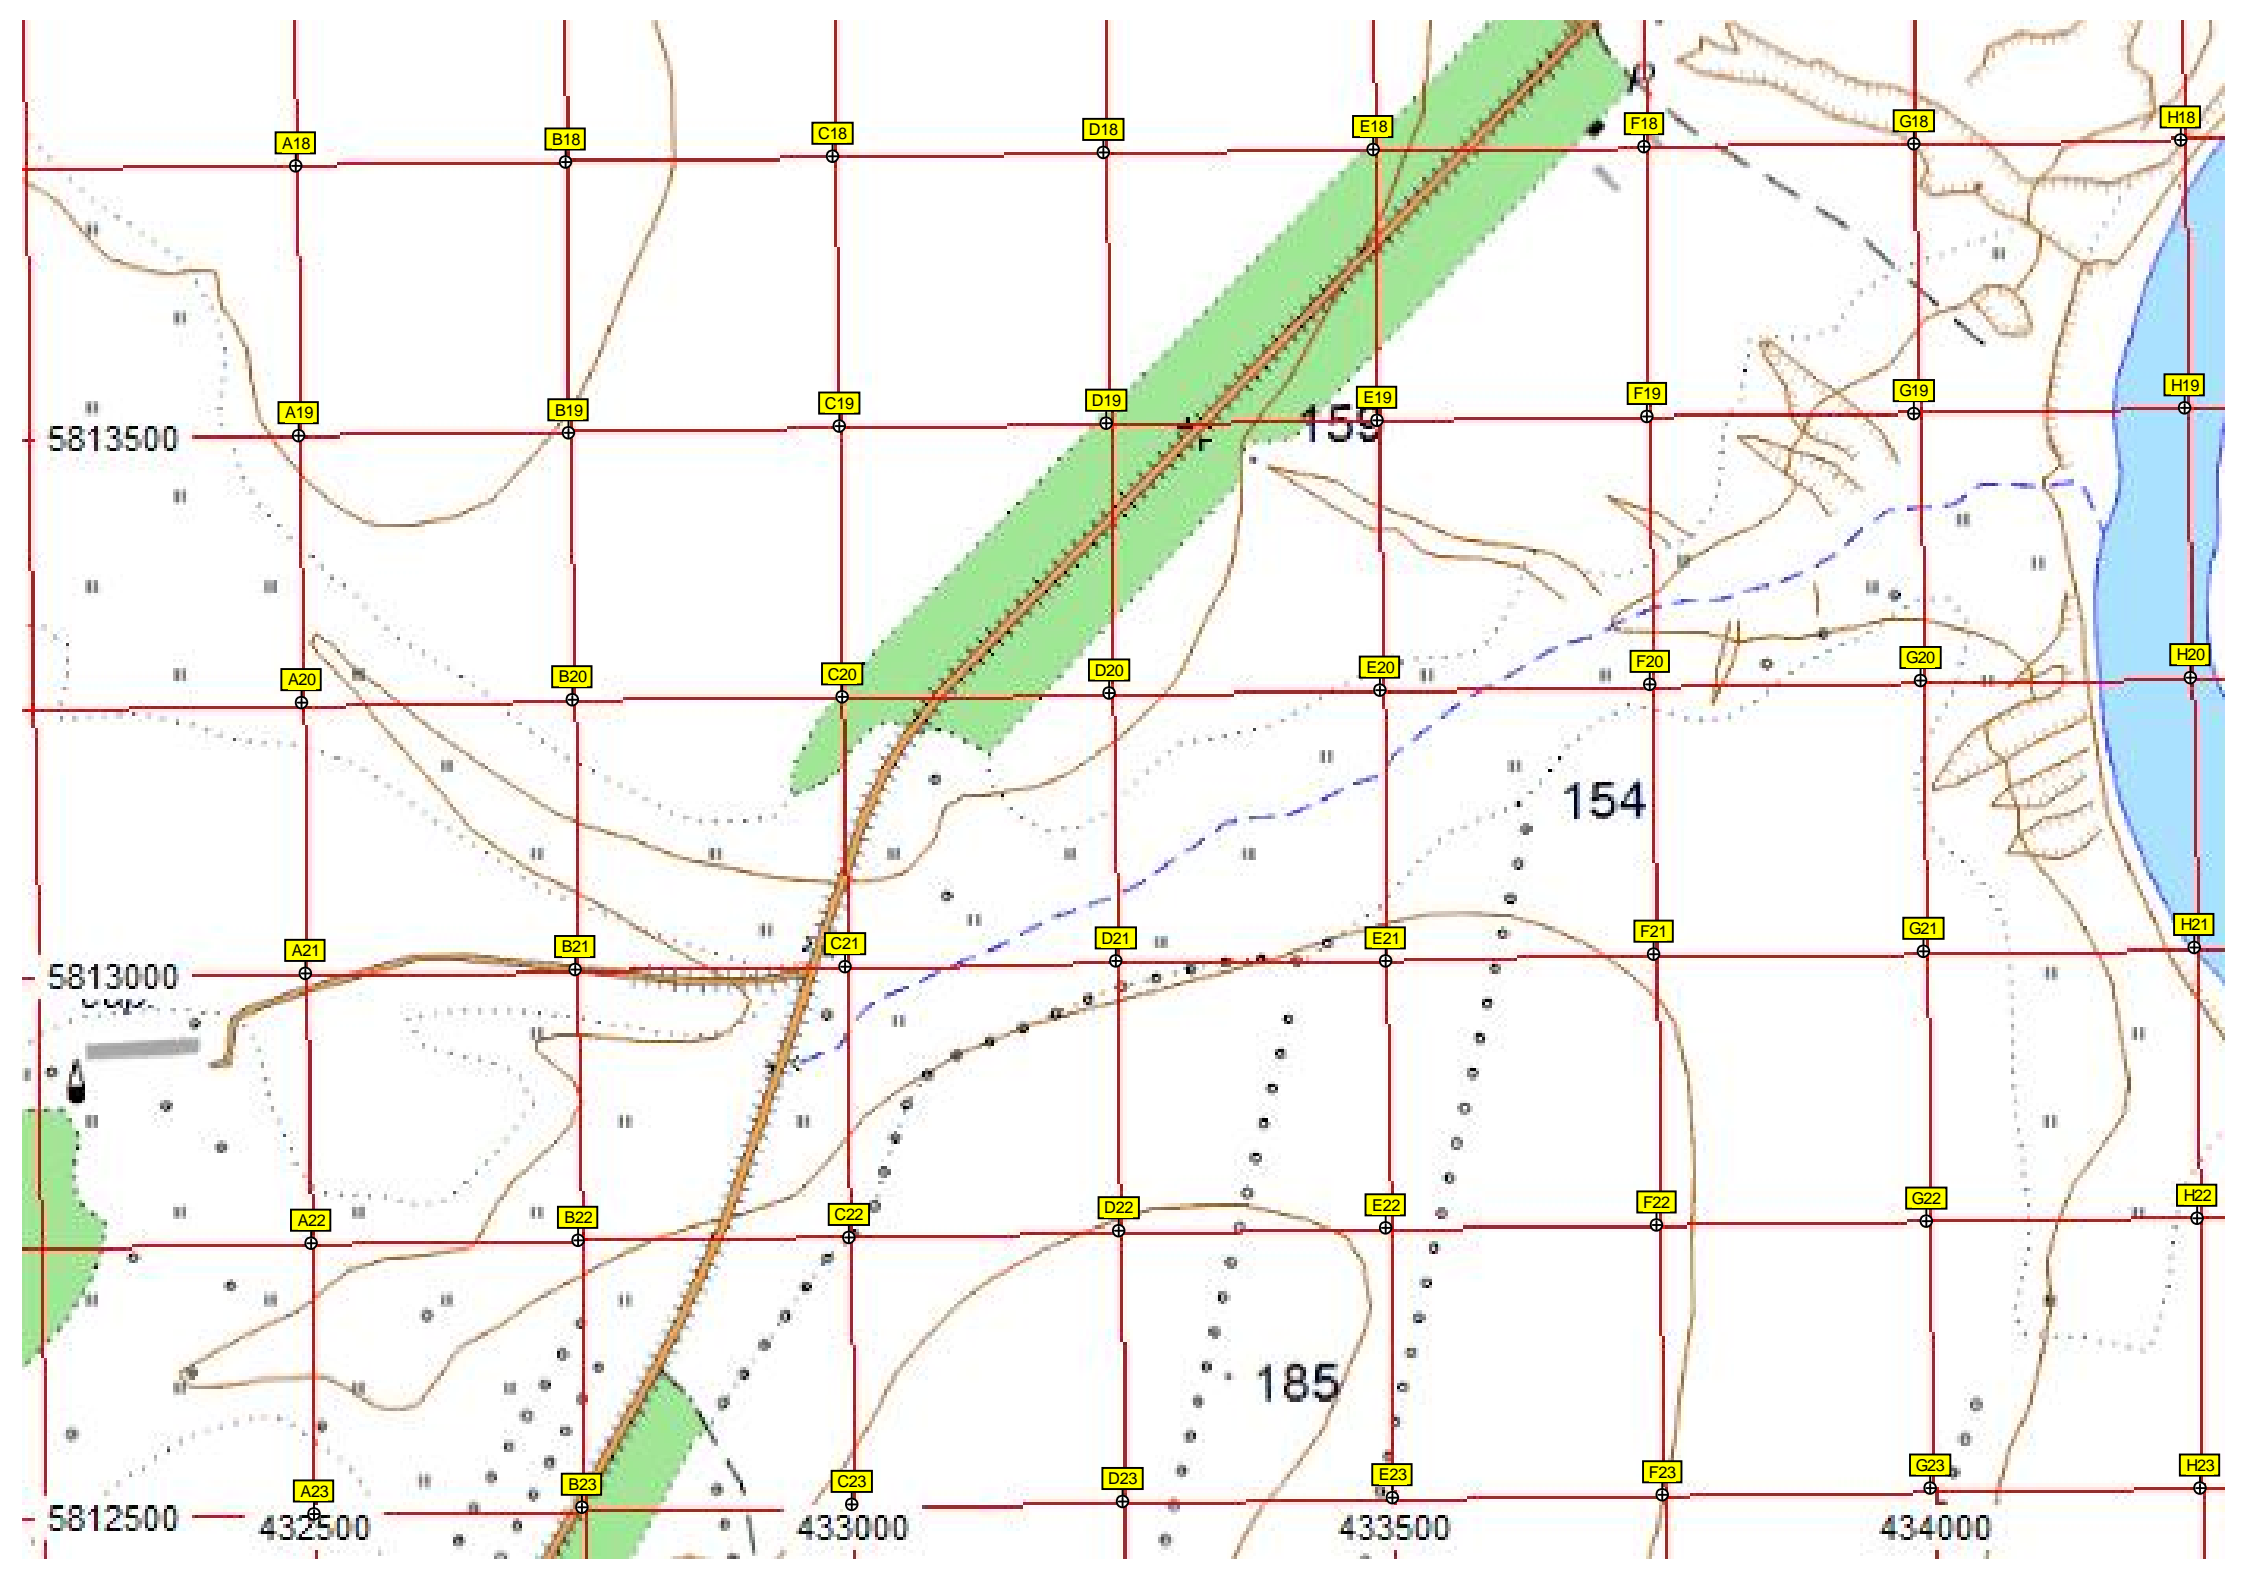 A18 B18 C18 D18 E18 F18 G18 H18
A19 B19 C19 D19 E19 F19 G19 H19
5813500
159
A20 B20 C20 D20 E20 F20 G20 H20
154
A21 B21 C21 D21 E21 F21 G21 H21
5813000
A22 B22 C22 D22 E22 F22 G22 H22
185
A23 B23 C23 D23 E23 F23 G23 H23
5812500
432500 433000 433500 434000